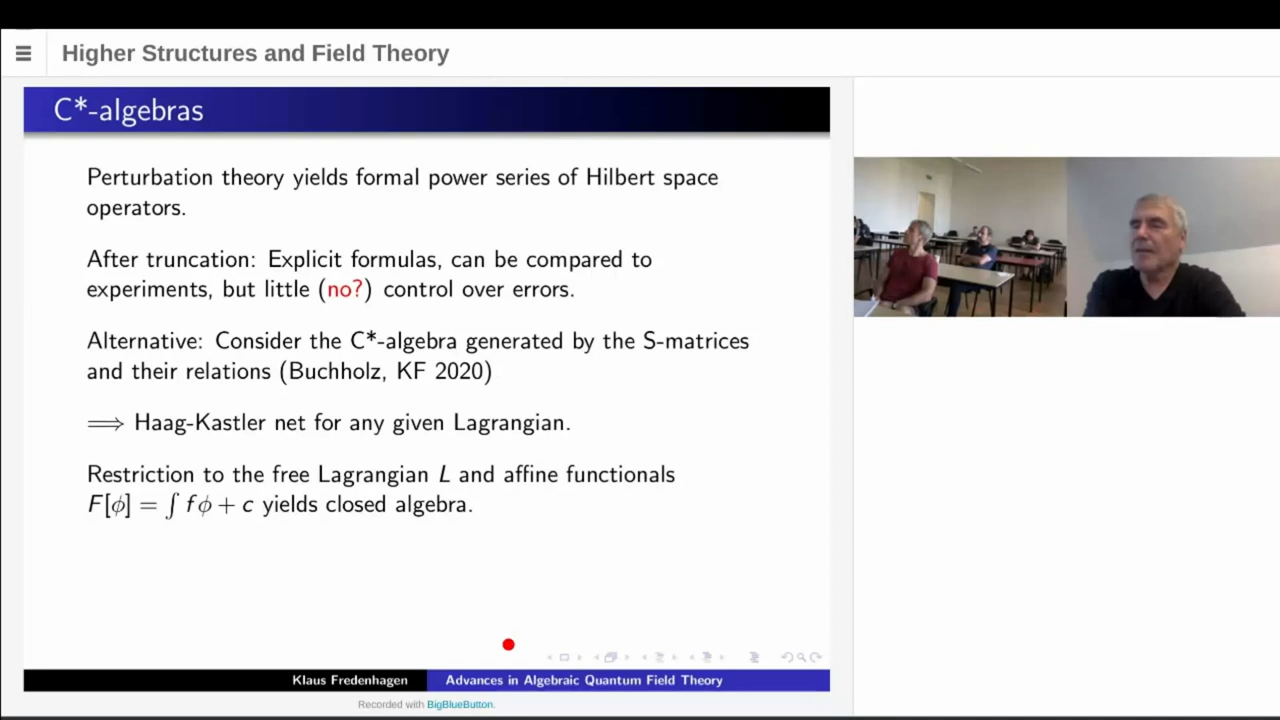 Higher Structures and Field Theory
C*-algebras
Perturbation theory yields formal power series of Hilbert space
operators.
After truncation: Explicit formulas, can be compared to
experiments, but little (no?) control over errors.
Alternative: Consider the C*-algebra generated by the S-matrices
and their relations (Buchholz, KF 2020)
⟹ Haag-Kastler net for any given Lagrangian.
Restriction to the free Lagrangian L and affine functionals
F[ϕ] = ∫ fϕ + c yields closed algebra.
Klaus Fredenhagen Advances in Algebraic Quantum Field Theory
Recorded with BigBlueButton.